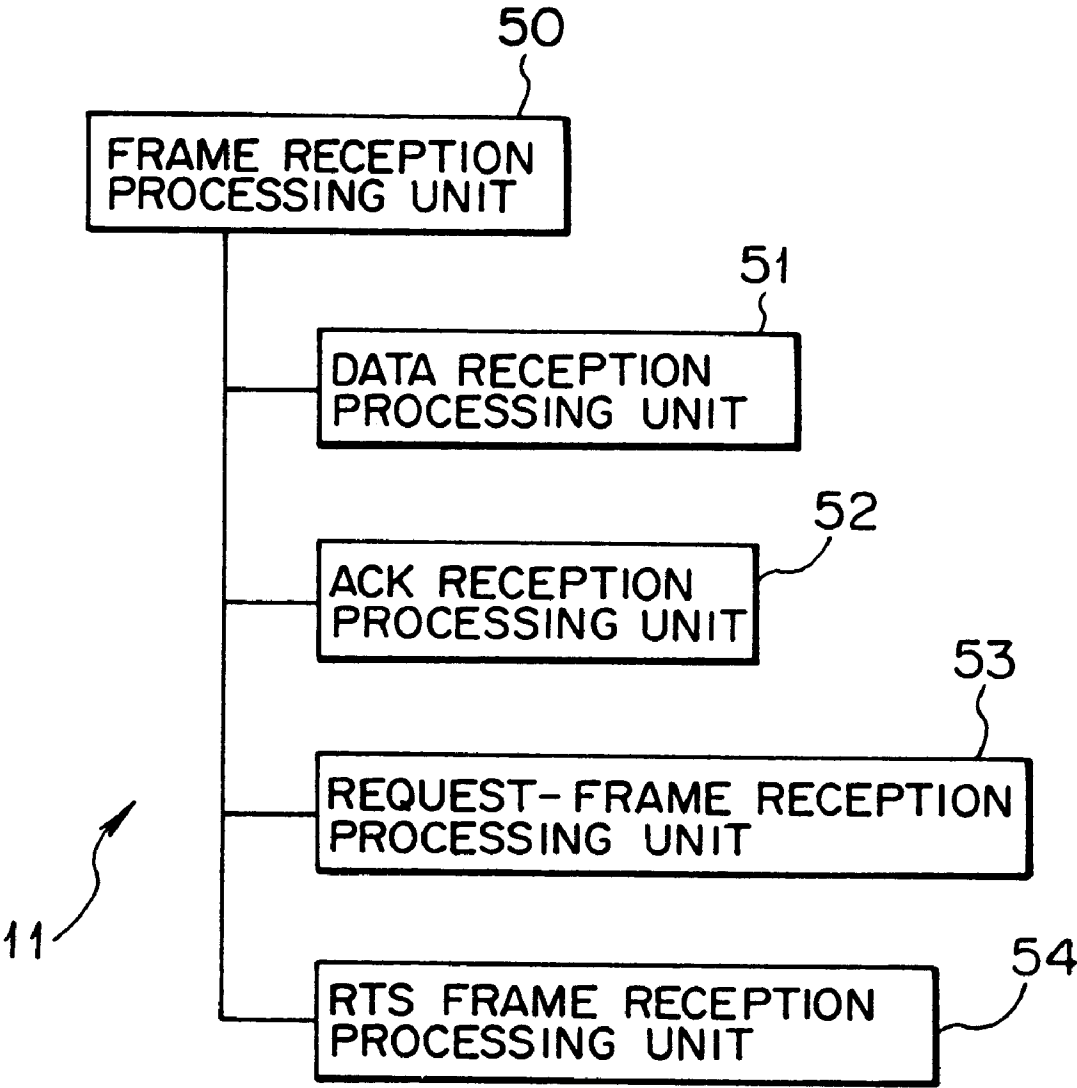 50
FRAME RECEPTION
PROCESSING UNIT
51
DATA RECEPTION
PROCESSING UNIT
52
ACK RECEPTION
PROCESSING UNIT
53
REQUEST-FRAME RECEPTION
PROCESSING UNIT
11
54
RTS FRAME RECEPTION
PROCESSING UNIT